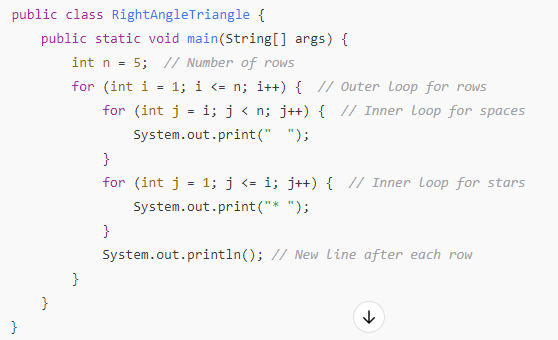 public class RightAngleTriangle {
    public static void main(String[] args) {
        int n = 5;  // Number of rows
        for (int i = 1; i <= n; i++) {  // Outer loop for rows
            for (int j = i; j < n; j++) {  // Inner loop for spaces
                System.out.print("  ");
            }
            for (int j = 1; j <= i; j++) {  // Inner loop for stars
                System.out.print("* ");
            }
            System.out.println(); // New line after each row
        }
    }
}